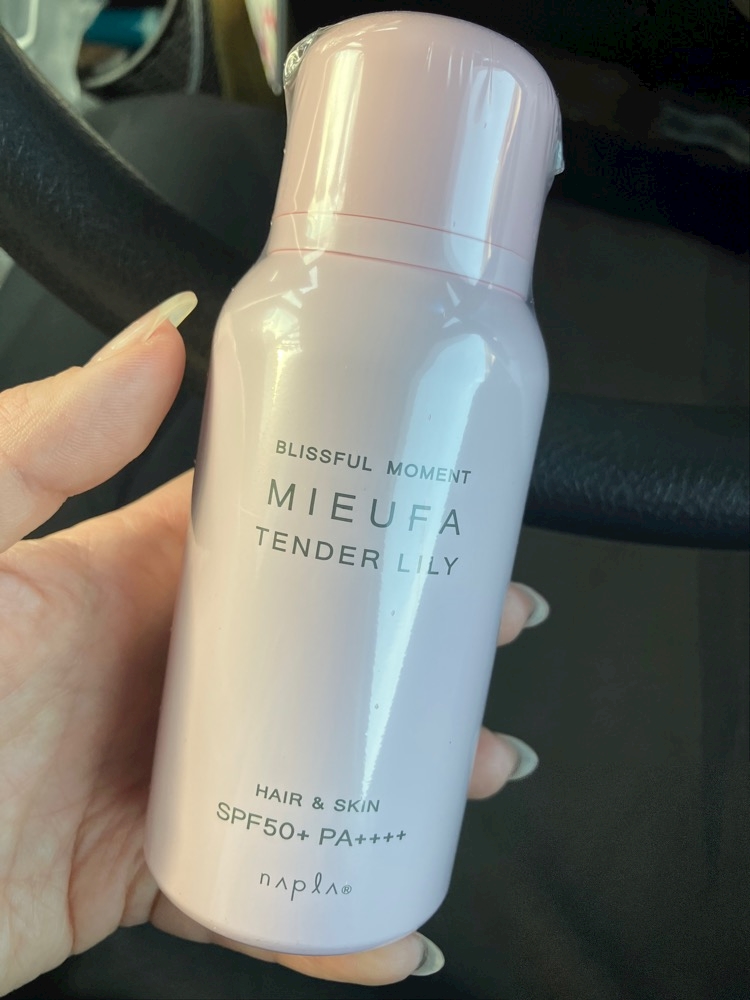 BLISSFUL MOMENT
MIEUFA
TENDER LILY
HAIR & SKIN
SPF50+ PA++++
napla®